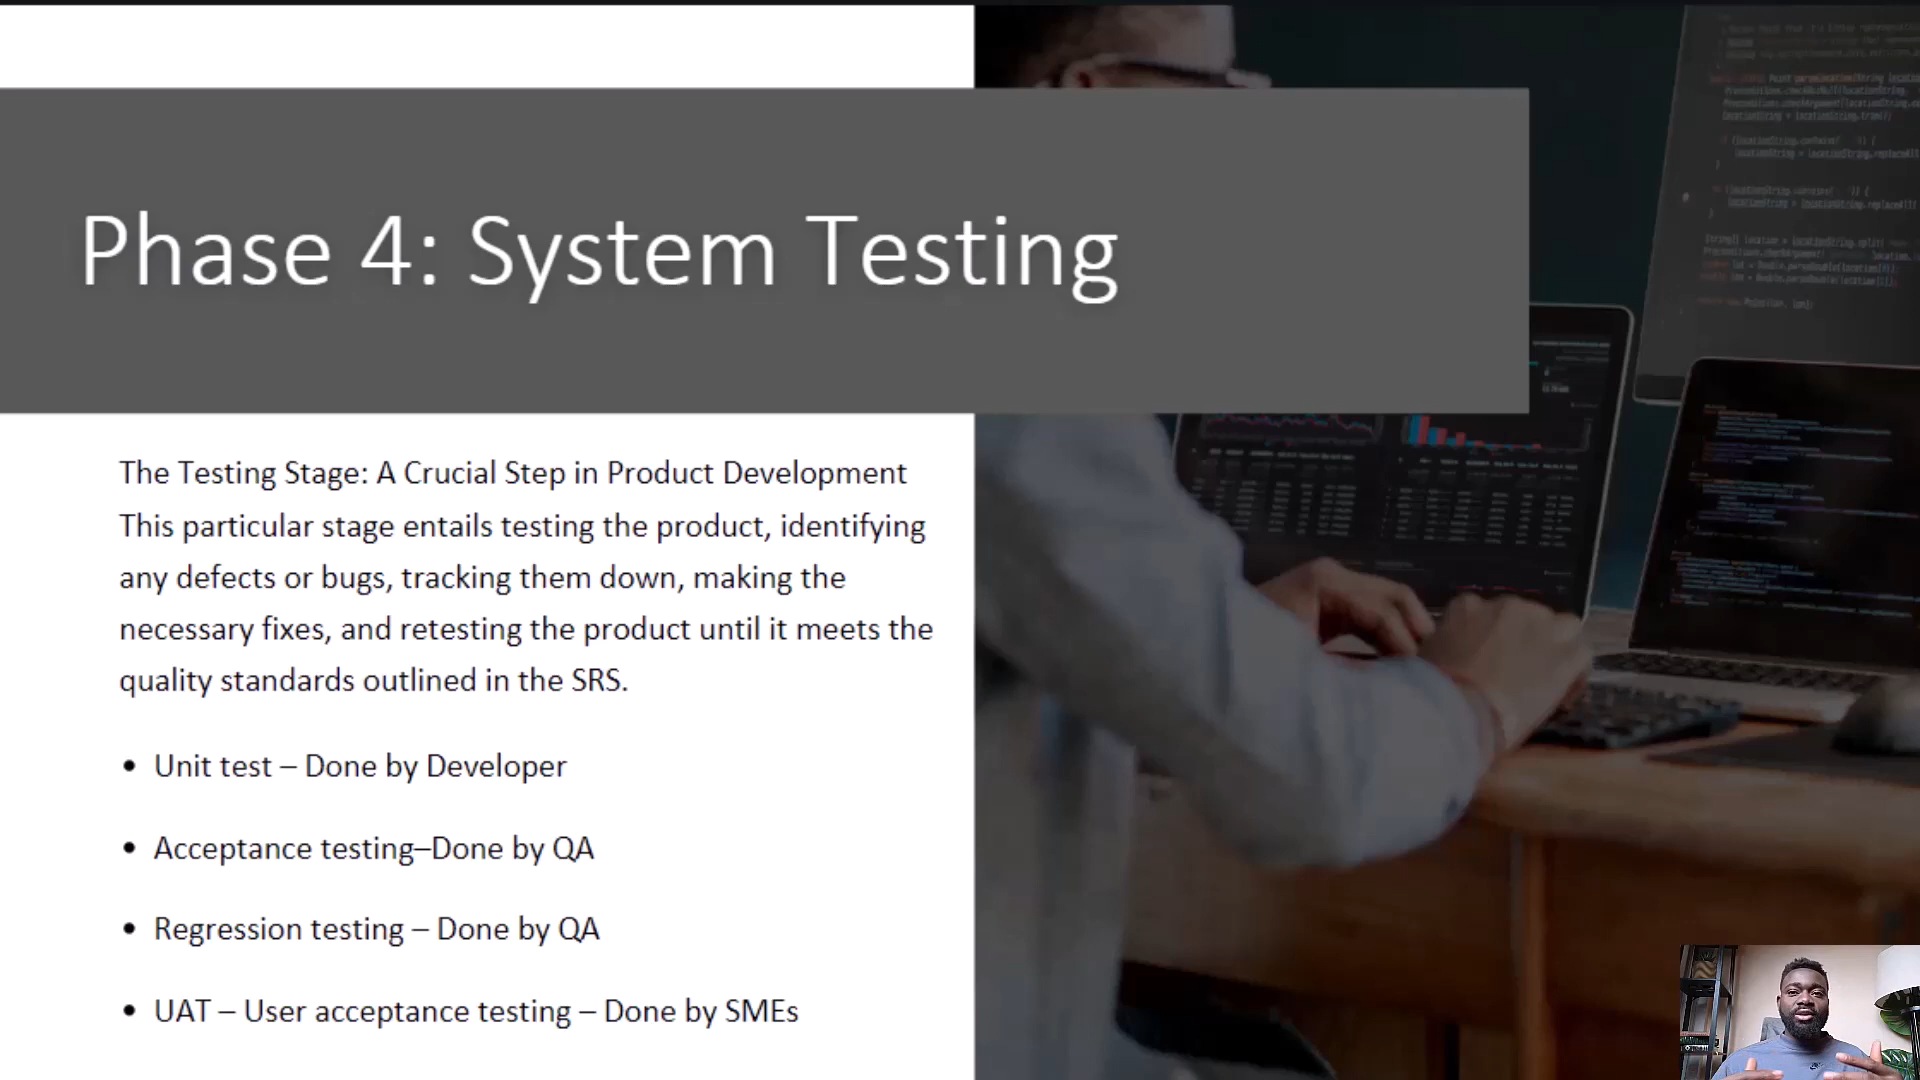 Phase 4: System Testing
The Testing Stage: A Crucial Step in Product Development
This particular stage entails testing the product, identifying
any defects or bugs, tracking them down, making the
necessary fixes, and retesting the product until it meets the
quality standards outlined in the SRS.
• Unit test – Done by Developer
• Acceptance testing–Done by QA
• Regression testing – Done by QA
• UAT – User acceptance testing – Done by SMEs